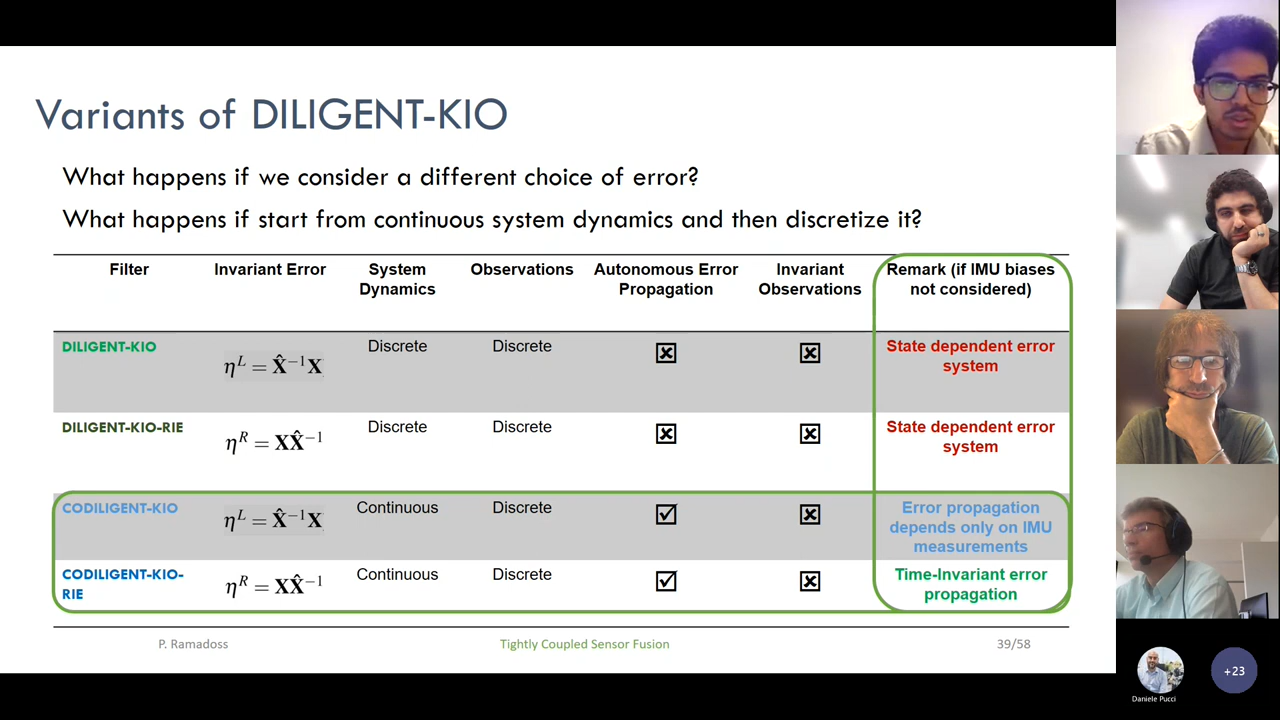 Variants of DILIGENT-KIO
What happens if we consider a different choice of error?
What happens if start from continuous system dynamics and then discretize it?
Filter Invariant Error System Dynamics Observations Autonomous Error Propagation Invariant Observations Remark (if IMU biases not considered)
DILIGENT-KIO η^L = X̂⁻¹X Discrete Discrete ☒ ☒ State dependent error system
DILIGENT-KIO-RIE η^R = XX̂⁻¹ Discrete Discrete ☒ ☒ State dependent error system
CODILIGENT-KIO η^L = X̂⁻¹X Continuous Discrete ☑ ☒ Error propagation depends only on IMU measurements
CODILIGENT-KIO-RIE η^R = XX̂⁻¹ Continuous Discrete ☑ ☒ Time-Invariant error propagation
P. Ramadoss Tightly Coupled Sensor Fusion 39/58
Daniele Pucci
+23